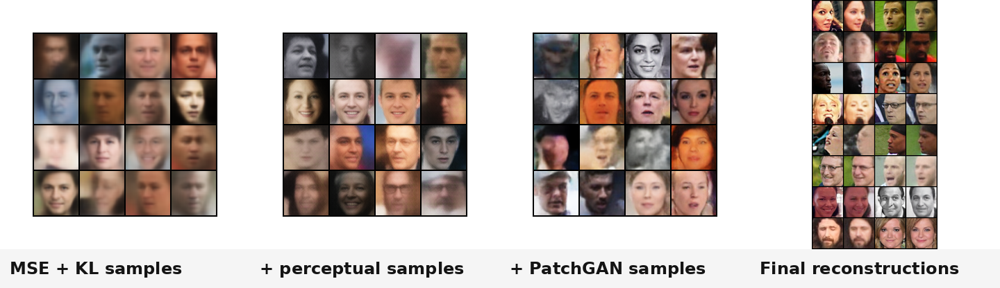 MSE + KL samples
+ perceptual samples
+ PatchGAN samples
Final reconstructions